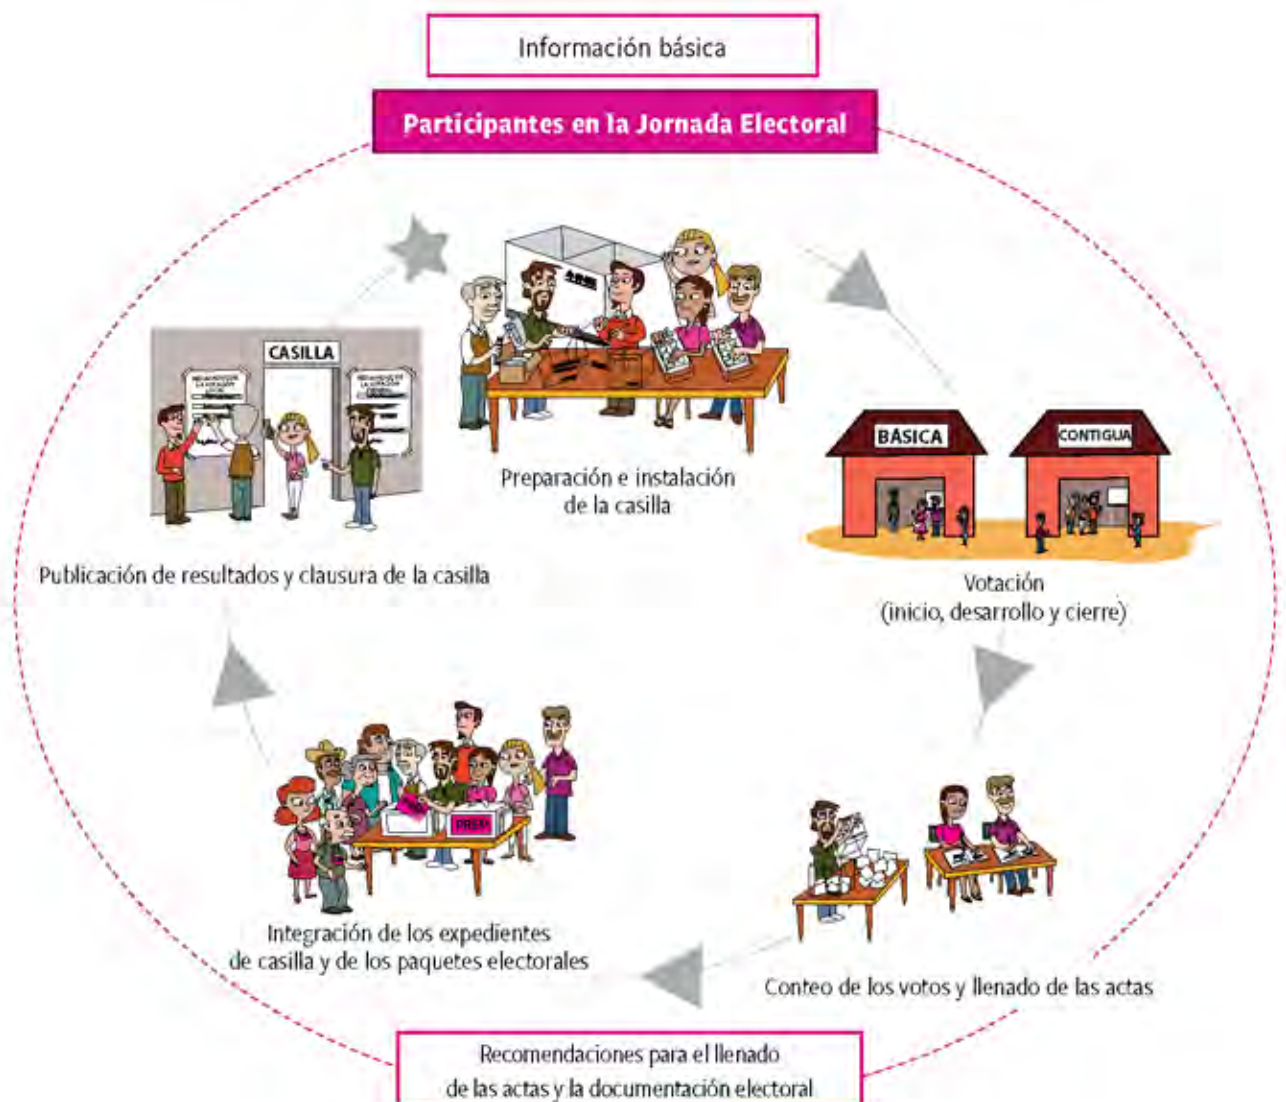 Información básica
Participantes en la Jornada Electoral
Preparación e instalación
de la casilla
BÁSICA
CONTIGUA
Votación
(inicio, desarrollo y cierre)
Conteo de los votos y llenado de las actas
PREP
Integración de los expedientes
de casilla y de los paquetes electorales
CASILLA
Publicación de resultados y clausura de la casilla
Recomendaciones para el llenado
de las actas y la documentación electoral